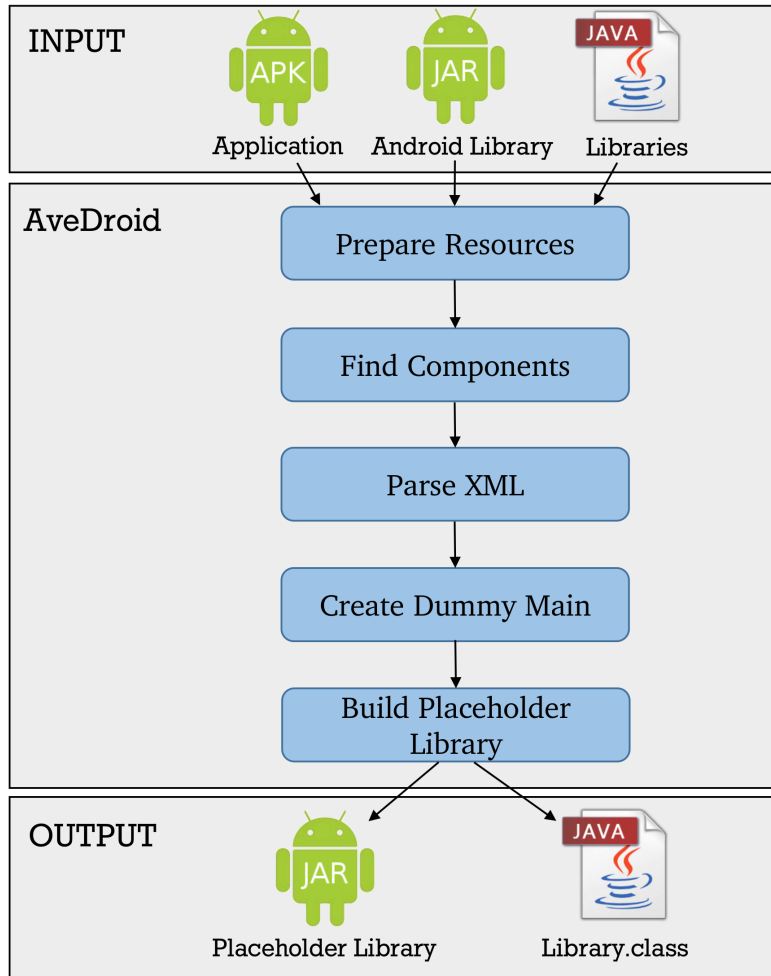 INPUT
APK
JAR
JAVA
Application
Android Library
Libraries
AveDroid
Prepare Resources
Find Components
Parse XML
Create Dummy Main
Build Placeholder
Library
OUTPUT
JAR
JAVA
Placeholder Library
Library.class